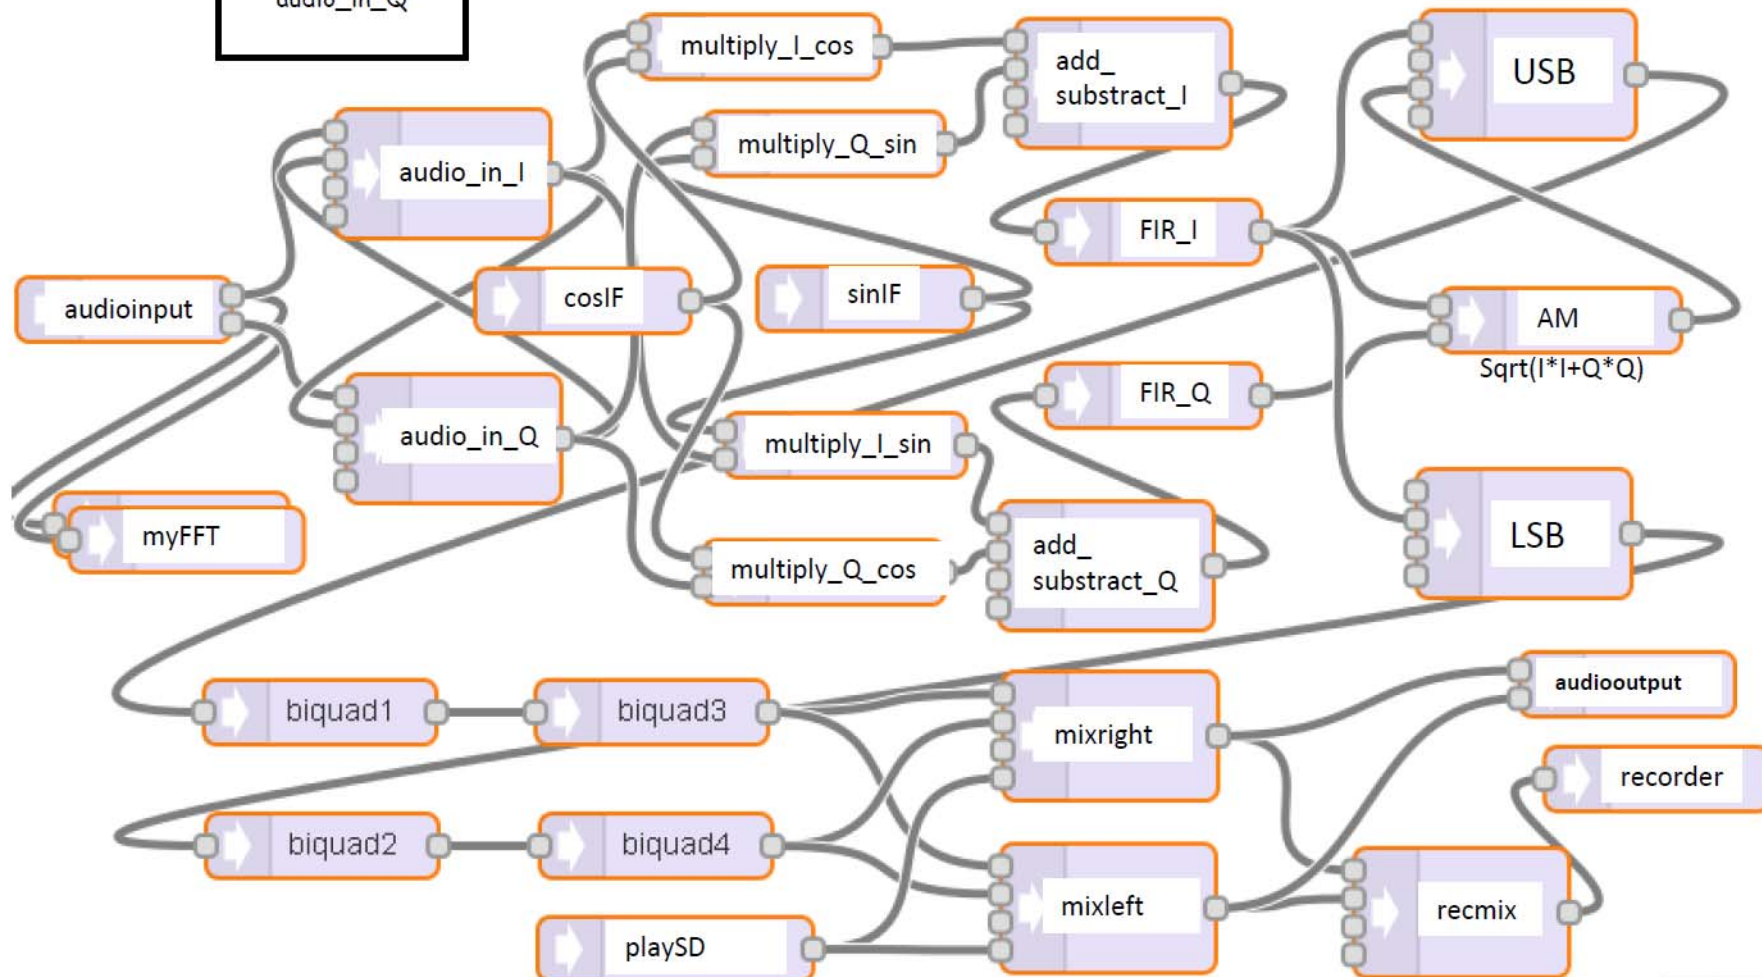 audio_in_Q
multiply_I_cos
add_
substract_I
USB
multiply_Q_sin
audio_in_I
FIR_I
audioinput
cosIF
sinIF
AM
Sqrt(I*I+Q*Q)
FIR_Q
audio_in_Q
multiply_I_sin
myFFT
multiply_Q_cos
add_
substract_Q
LSB
biquad1
biquad3
mixright
audiooutput
recorder
biquad2
biquad4
mixleft
recmix
playSD